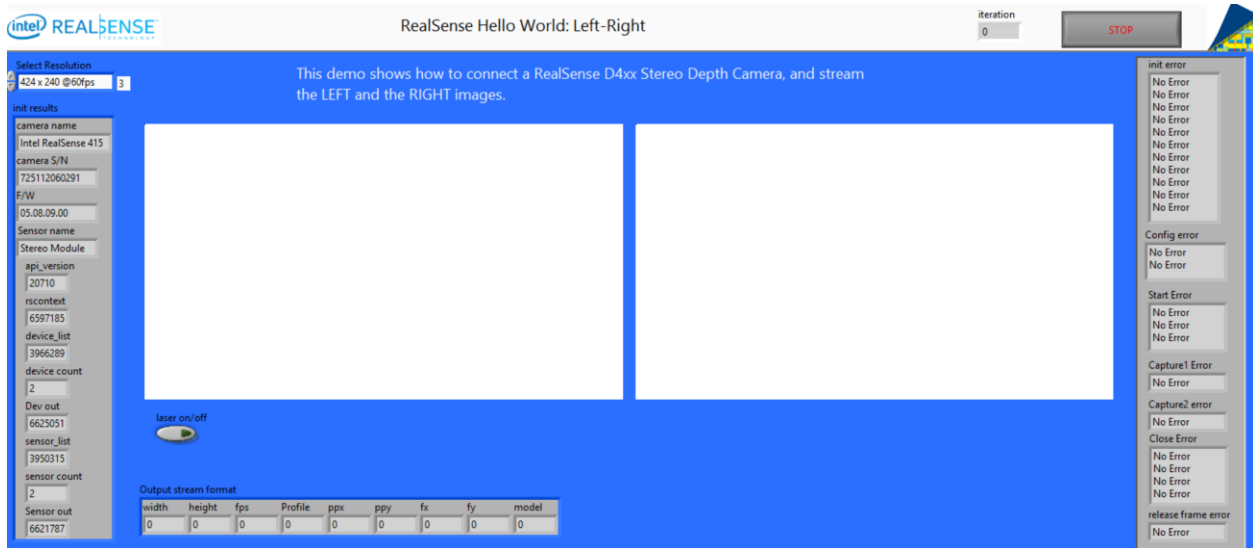 intel REALSENSE
TECHNOLOGY
RealSense Hello World: Left-Right
iteration
0
STOP
Select Resolution
424 x 240 @60fps 3
This demo shows how to connect a RealSense D4xx Stereo Depth Camera, and stream
the LEFT and the RIGHT images.
init results
camera name
Intel RealSense 415
camera S/N
725112060291
F/W
05.08.09.00
Sensor name
Stereo Module
api_version
20710
rscontext
6597185
device_list
3966289
device count
2
Dev out
6625051
sensor_list
3950315
sensor count
2
Sensor out
6621787
laser on/off
Output stream format
width height fps Profile ppx ppy fx fy model
0 0 0 0 0 0 0 0 0
init error
No Error
No Error
No Error
No Error
No Error
No Error
No Error
No Error
No Error
No Error
No Error
Config error
No Error
No Error
Start Error
No Error
No Error
No Error
Capture1 Error
No Error
Capture2 error
No Error
Close Error
No Error
No Error
No Error
No Error
release frame error
No Error